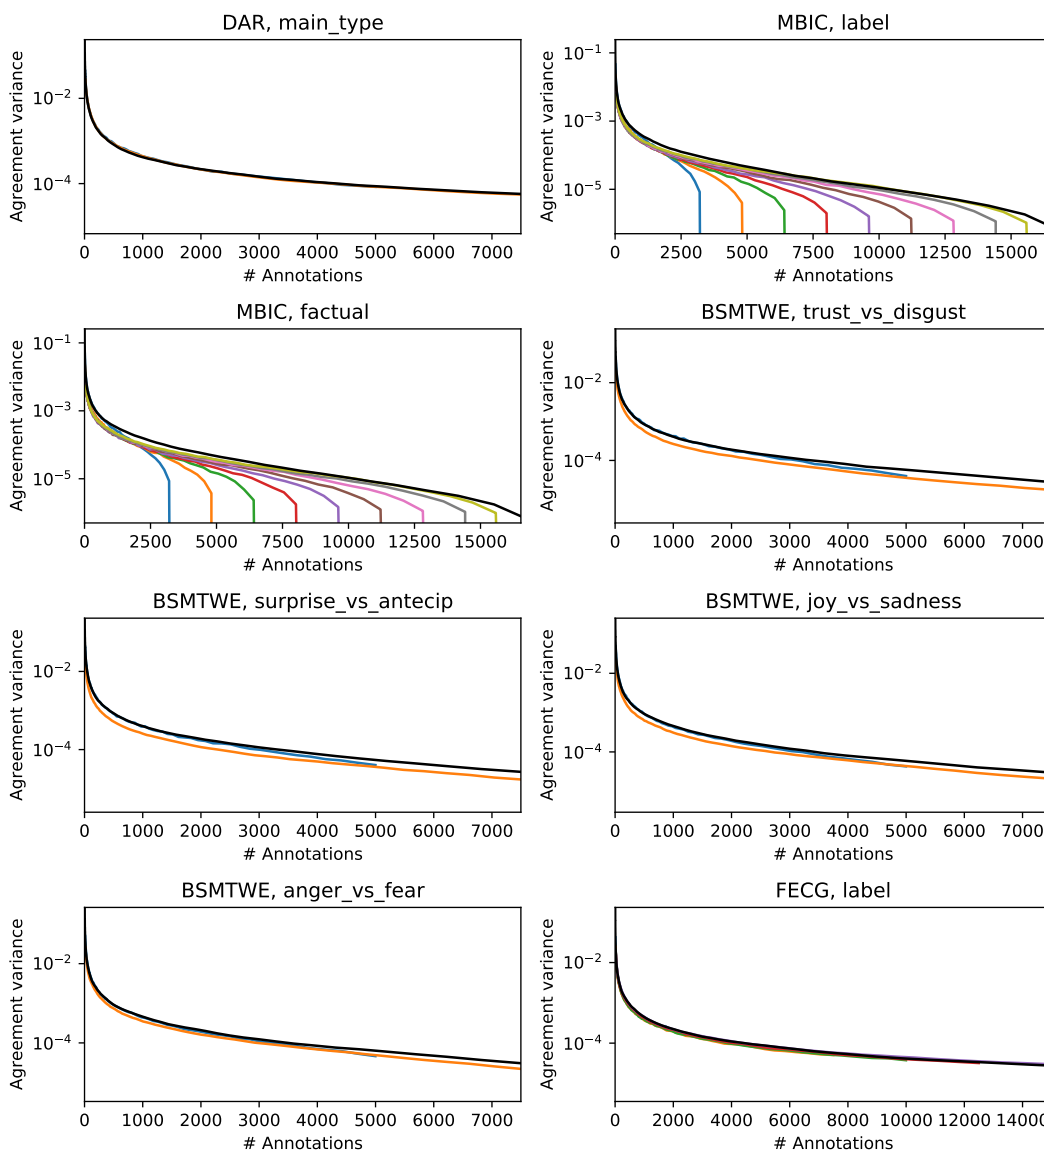 DAR, main_type
Agreement variance
10⁻²
10⁻⁴
0 1000 2000 3000 4000 5000 6000 7000
# Annotations
MBIC, label
Agreement variance
10⁻¹
10⁻³
10⁻⁵
0 2500 5000 7500 10000 12500 15000
# Annotations
MBIC, factual
Agreement variance
10⁻¹
10⁻³
10⁻⁵
0 2500 5000 7500 10000 12500 15000
# Annotations
BSMTWE, trust_vs_disgust
Agreement variance
10⁻²
10⁻⁴
0 1000 2000 3000 4000 5000 6000 7000
# Annotations
BSMTWE, surprise_vs_antecip
Agreement variance
10⁻²
10⁻⁴
0 1000 2000 3000 4000 5000 6000 7000
# Annotations
BSMTWE, joy_vs_sadness
Agreement variance
10⁻²
10⁻⁴
0 1000 2000 3000 4000 5000 6000 7000
# Annotations
BSMTWE, anger_vs_fear
Agreement variance
10⁻²
10⁻⁴
0 1000 2000 3000 4000 5000 6000 7000
# Annotations
FECG, label
Agreement variance
10⁻²
10⁻⁴
0 2000 4000 6000 8000 10000 12000 14000
# Annotations